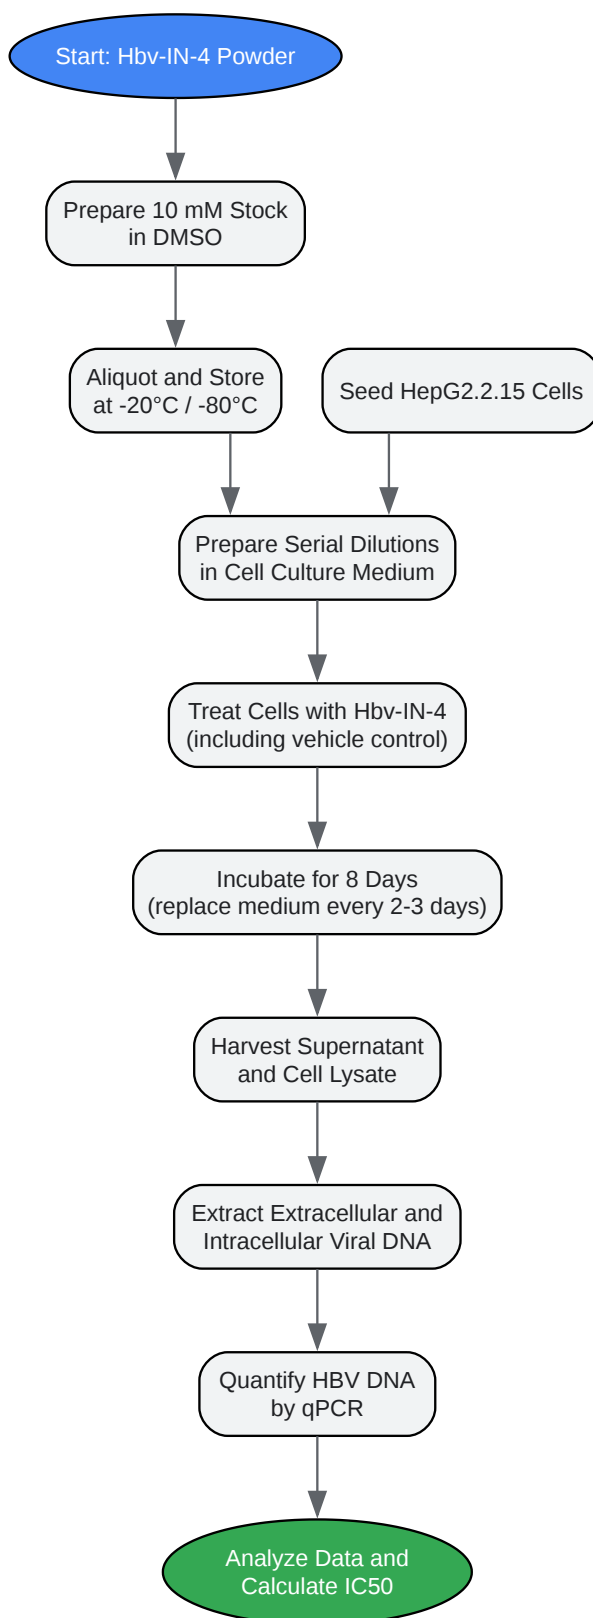 Start: Hbv-IN-4 Powder
Prepare 10 mM Stock
in DMSO
Aliquot and Store
at -20°C / -80°C
Seed HepG2.2.15 Cells
Prepare Serial Dilutions
in Cell Culture Medium
Treat Cells with Hbv-IN-4
(including vehicle control)
Incubate for 8 Days
(replace medium every 2-3 days)
Harvest Supernatant
and Cell Lysate
Extract Extracellular and
Intracellular Viral DNA
Quantify HBV DNA
by qPCR
Analyze Data and
Calculate IC50